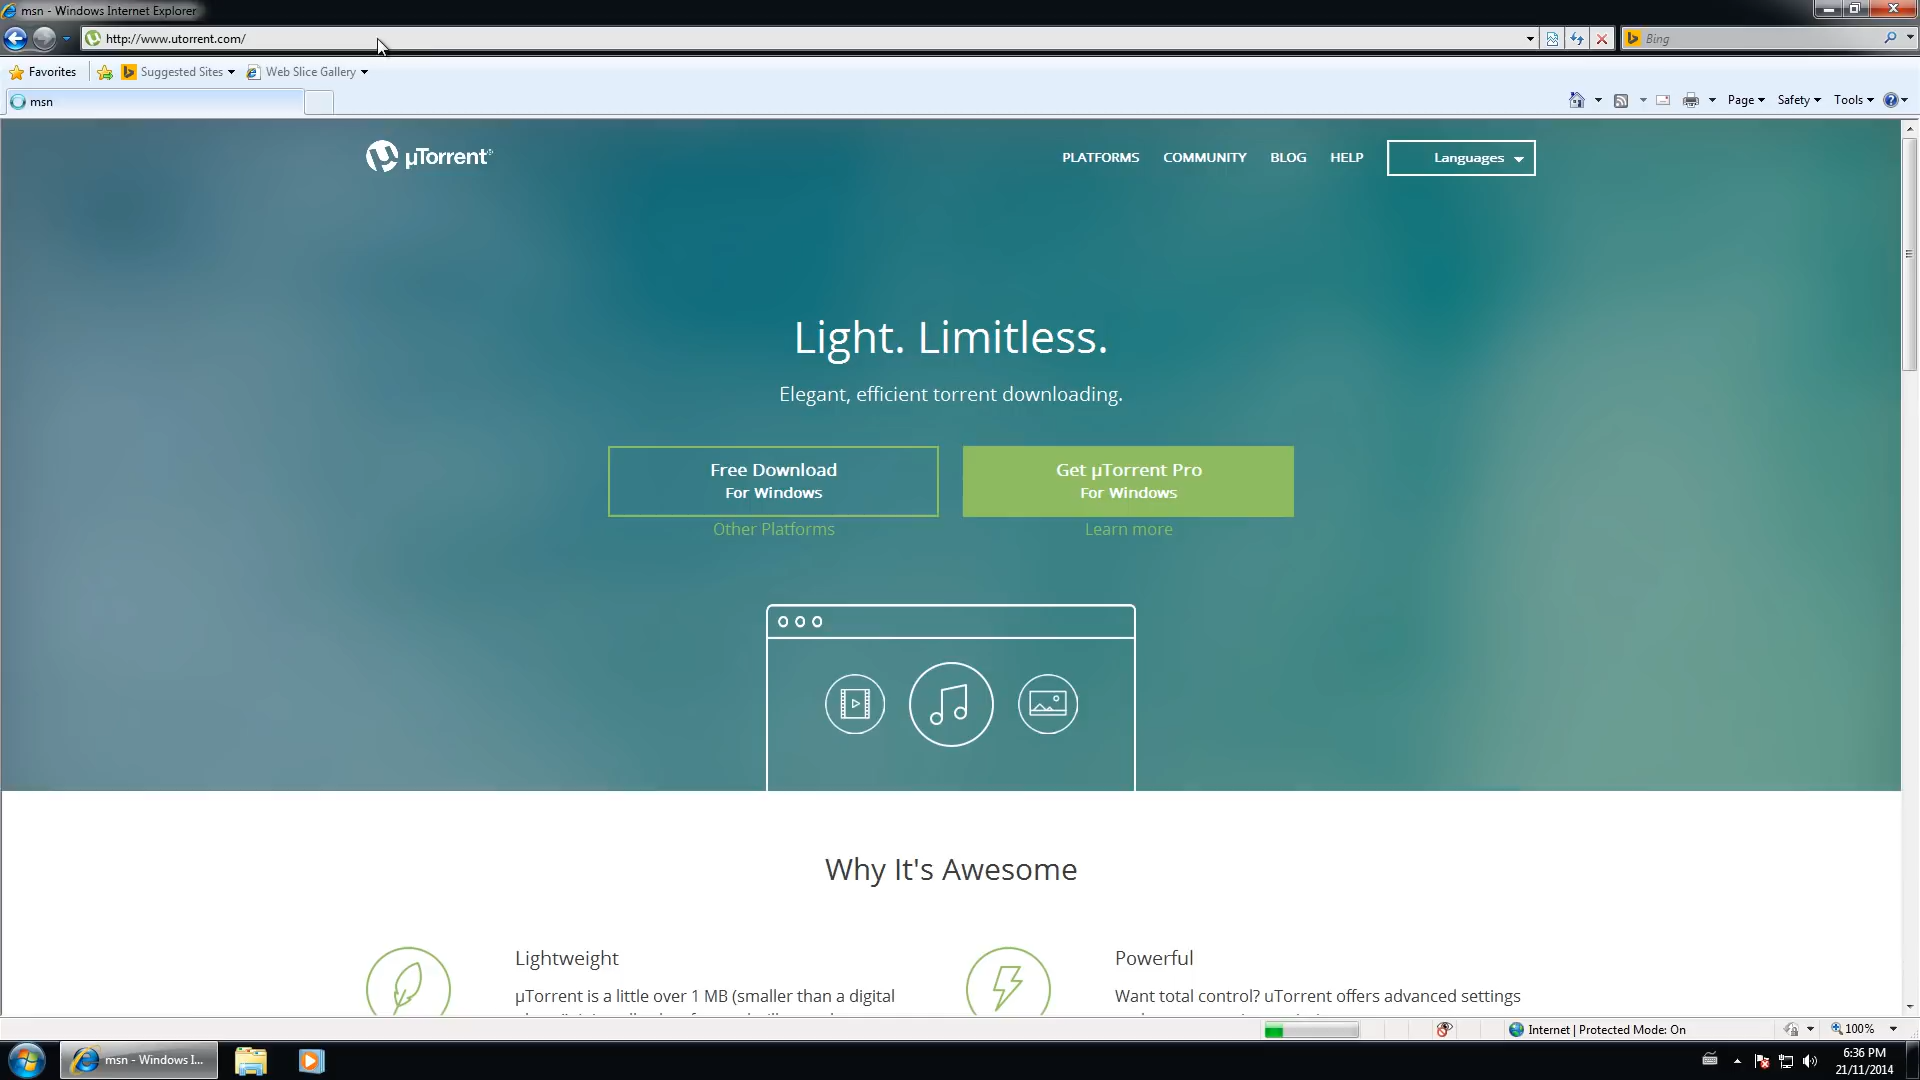 msn - Windows Internet Explorer
http://www.utorrent.com/
Bing
Favorites
Suggested Sites
Web Slice Gallery
msn
Page
Safety
Tools
µTorrent
PLATFORMS
COMMUNITY
BLOG
HELP
Languages
Light. Limitless.
Elegant, efficient torrent downloading.
Free Download
For Windows
Get µTorrent Pro
For Windows
Other Platforms
Learn more
Why It's Awesome
Lightweight
µTorrent is a little over 1 MB (smaller than a digital
Powerful
Want total control? uTorrent offers advanced settings
Internet | Protected Mode: On
100%
msn - Windows I...
6:36 PM
21/11/2014